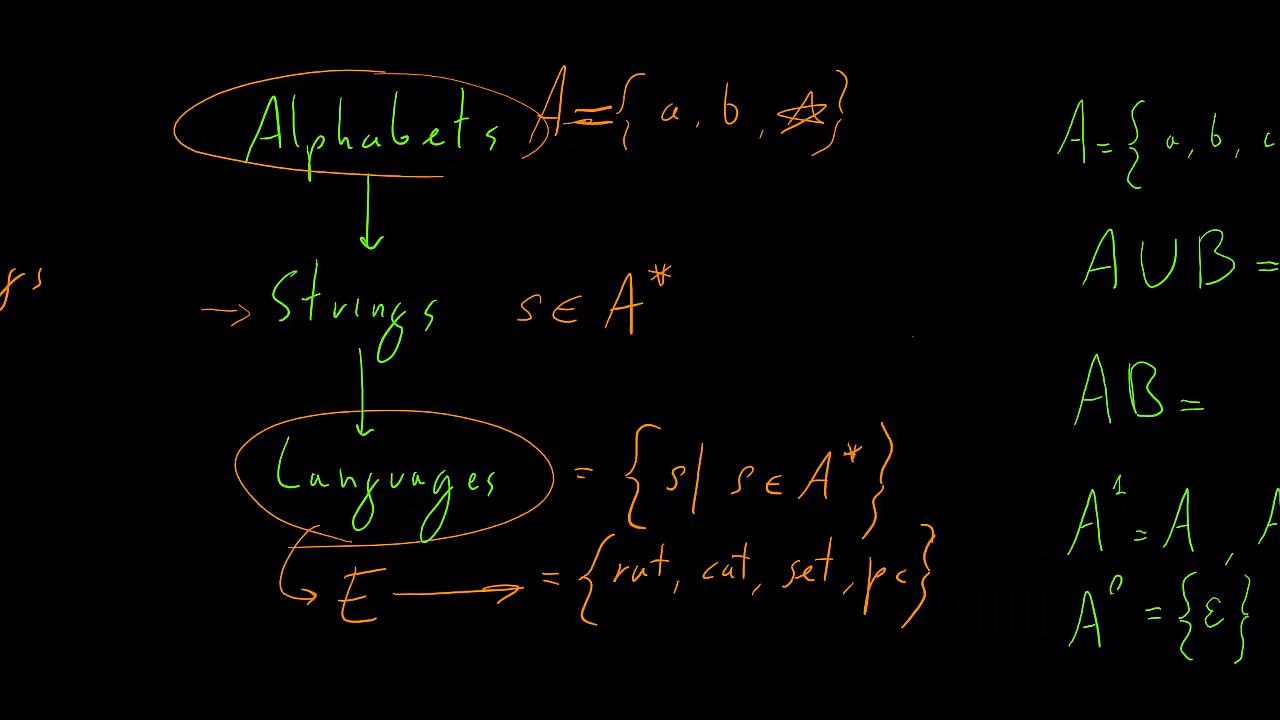 Alphabets A = { a, b, ☆ }
Strings s ∈ A*
Languages = { s | s ∈ A* }
E → = { rat, cat, set, pc }
A = { a, b, c
A ∪ B =
AB =
A¹ = A , A
A⁰ = { ε }